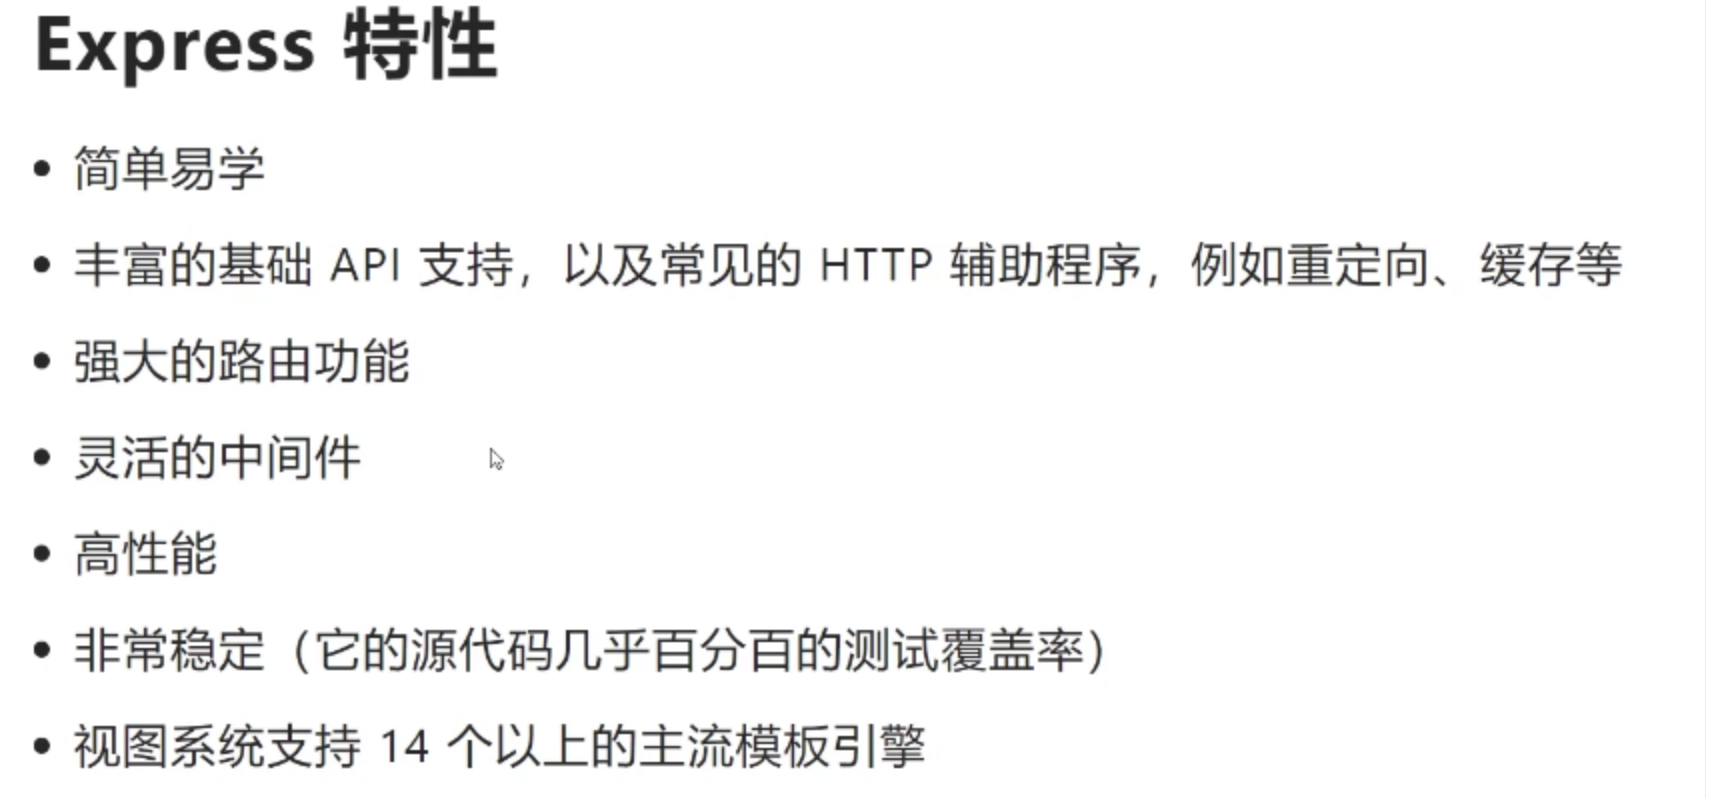 Express 特性
简单易学
丰富的基础 API 支持，以及常见的 HTTP 辅助程序，例如重定向、缓存等
强大的路由功能
灵活的中间件
高性能
非常稳定（它的源代码几乎百分百的测试覆盖率）
视图系统支持 14 个以上的主流模板引擎